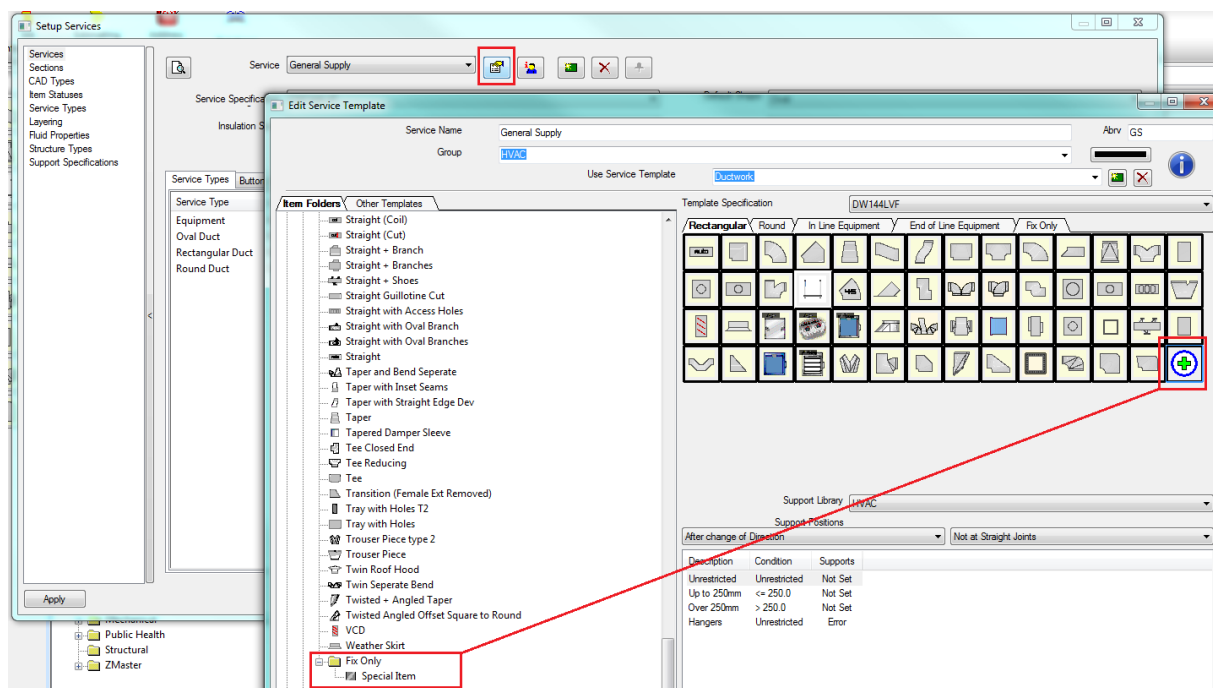 Setup Services
Services
Sections
CAD Types
Item Statuses
Service Types
Layering
Fluid Properties
Structure Types
Support Specifications
Apply
Service General Supply
Service Specifica
Insulation S
Service Types Button
Service Type
Equipment
Oval Duct
Rectangular Duct
Round Duct
Edit Service Template
Service Name General Supply Abrv GS
Group HVAC
Use Service Template Ductwork
Item Folders Other Templates
Straight (Coil)
Straight (Cut)
Straight + Branch
Straight + Branches
Straight + Shoes
Straight Guillotine Cut
Straight with Access Holes
Straight with Oval Branch
Straight with Oval Branches
Straight
Taper and Bend Seperate
Taper with Inset Seams
Taper with Straight Edge Dev
Taper
Tapered Damper Sleeve
Tee Closed End
Tee Reducing
Tee
Transition (Female Ext Removed)
Tray with Holes T2
Tray with Holes
Trouser Piece type 2
Trouser Piece
Twin Roof Hood
Twin Seperate Bend
Twisted + Angled Taper
Twisted Angled Offset Square to Round
VCD
Weather Skirt
Fix Only
Special Item
Template Specification DW144LVF
Rectangular Round In Line Equipment End of Line Equipment Fix Only
auto
45
Support Library HVAC
Support Positions
After change of Direction Not at Straight Joints
Description Condition Supports
Unrestricted Unrestricted Not Set
Up to 250mm <= 250.0 Not Set
Over 250mm > 250.0 Not Set
Hangers Unrestricted Error
Mechanical
Public Health
Structural
ZMaster